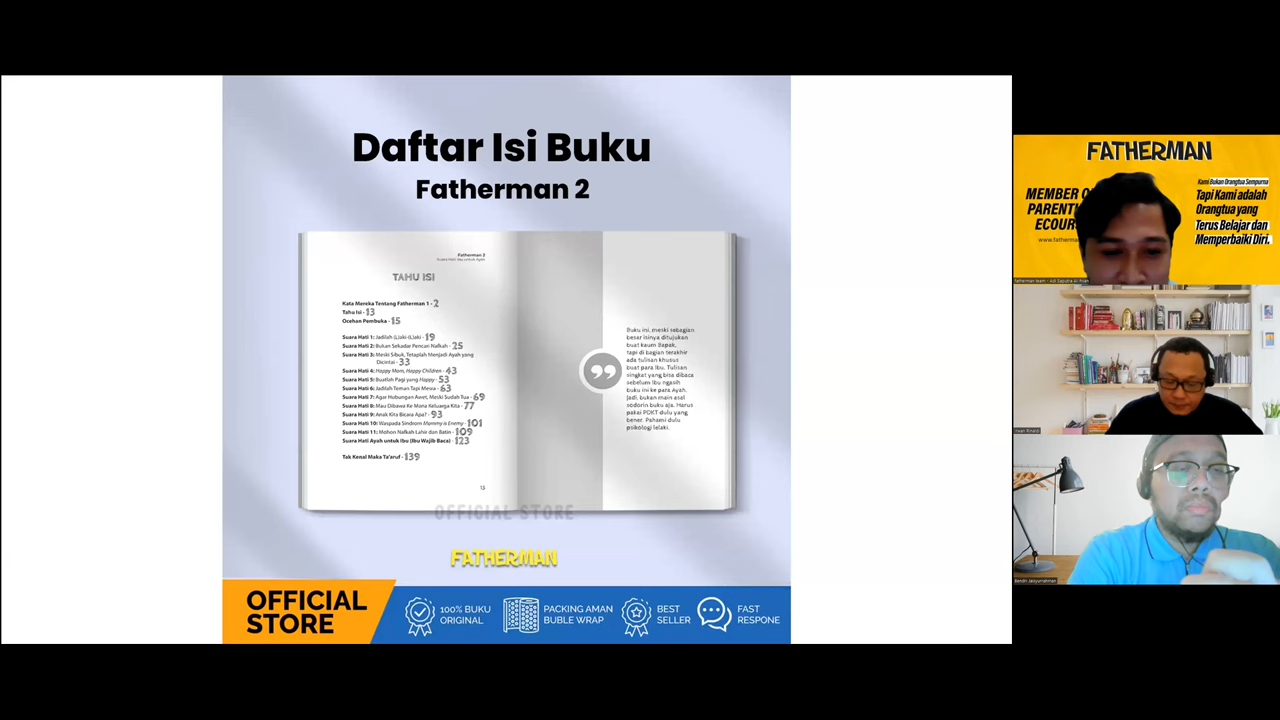 Daftar Isi Buku
Fatherman 2
Fatherman 2
TAHU ISI
Kata Mereka Tentang Fatherman 1 - 2
Tahu Isi - 13
Ocehan Pembuka - 15
Suara Hati 1: Jadilah (L)aki-(L)aki - 19
Suara Hati 2: Bukan Sekadar Pencari Nafkah - 25
Suara Hati 3: Meski Sibuk, Tetaplah Menjadi Ayah yang
Dicintai - 33
Suara Hati 4: Happy Mom, Happy Children - 43
Suara Hati 5: Buatlah Pagi yang Happy - 53
Suara Hati 6: Jadilah Teman Tapi Mesra - 63
Suara Hati 7: Agar Hubungan Awet, Meski Sudah Tua - 69
Suara Hati 8: Mau Dibawa Ke Mana Keluarga Kita - 77
Suara Hati 9: Anak Kita Bicara Apa? - 93
Suara Hati 10: Waspada Sindrom Mommy is Enemy - 101
Suara Hati 11: Mohon Nafkah Lahir dan Batin - 109
Suara Hati Ayah untuk Ibu (Ibu Wajib Baca) - 123
Tak Kenal Maka Ta'aruf - 139
13
Buku ini, meski sebagian
besar isinya ditujukan
buat kaum Bapak,
tapi di bagian terakhir
ada tulisan khusus
buat para Ibu. Tulisan
singkat yang bisa dibaca
sebelum Ibu ngasih
buku ini ke para Ayah.
Jadi, bukan main asal
sodorin buku aja. Harus
pakai PDKT dulu yang
bener. Pahami dulu
psikologi lelaki.
OFFICIAL STORE
FATHERMAN
OFFICIAL
STORE
100% BUKU
ORIGINAL
PACKING AMAN
BUBLE WRAP
BEST
SELLER
FAST
RESPONE
FATHERMAN
MEMBER
PARENT
ECOUR
www.fatherma
Kami Bukan Orangtua Sempurna
Tapi Kami adalah
Orangtua yang
Terus Belajar dan
Memperbaiki Diri.